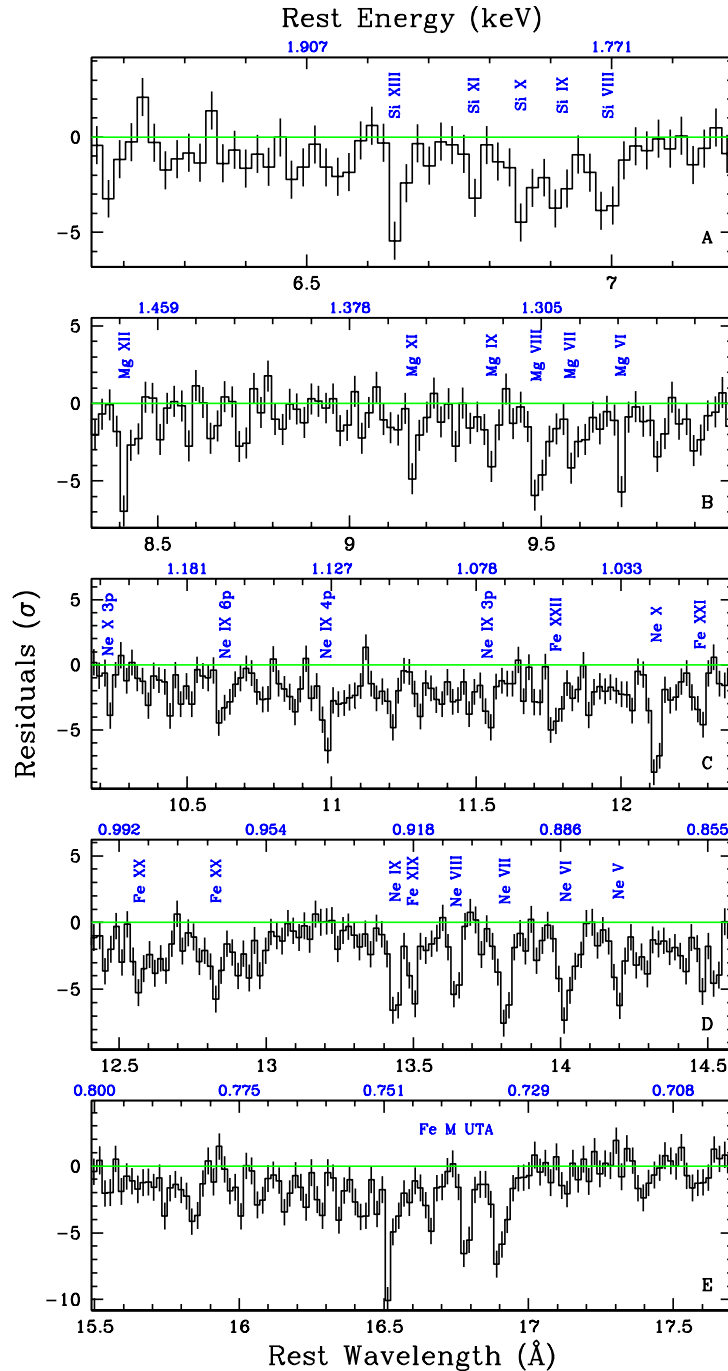 Rest Energy (keV)
1.907 1.771
Si XIII Si XI Si X Si IX Si VIII
0
−5
A
6.5 7
1.459 1.378 1.305
Mg XII Mg XI Mg IX Mg VIII Mg VII Mg VI
5
0
−5
B
8.5 9 9.5
1.181 1.127 1.078 1.033
Ne X 3p Ne IX 6p Ne IX 4p Ne IX 3p Fe XXII Ne X Fe XXI
5
0
−5
C
10.5 11 11.5 12
Residuals (σ)
0.992 0.954 0.918 0.886 0.855
Fe XX Fe XX Ne IX Fe XIX Ne VIII Ne VII Ne VI Ne V
5
0
−5
D
12.5 13 13.5 14 14.5
0.800 0.775 0.751 0.729 0.708
Fe M UTA
0
−5
−10
E
15.5 16 16.5 17 17.5
Rest Wavelength (Å)